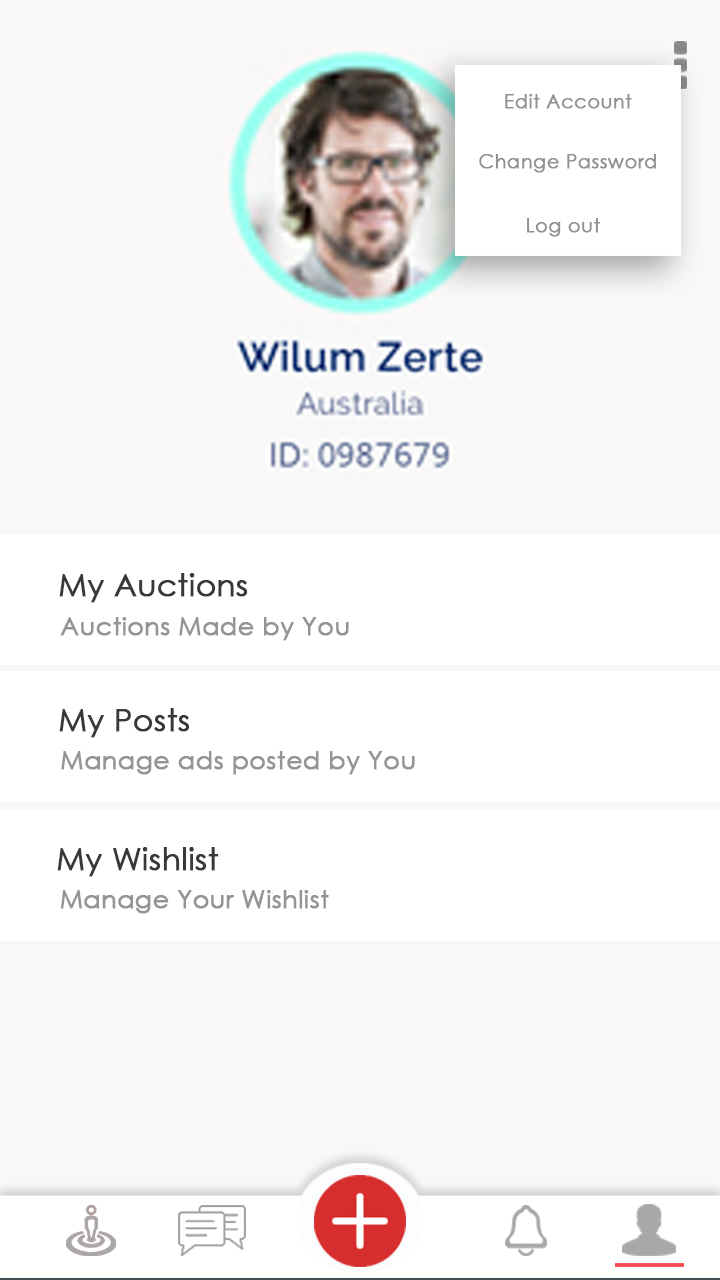 Edit Account
Change Password
Log out
Wilum Zerte
Australia
ID: 0987679
My Auctions
Auctions Made by You
My Posts
Manage ads posted by You
My Wishlist
Manage Your Wishlist